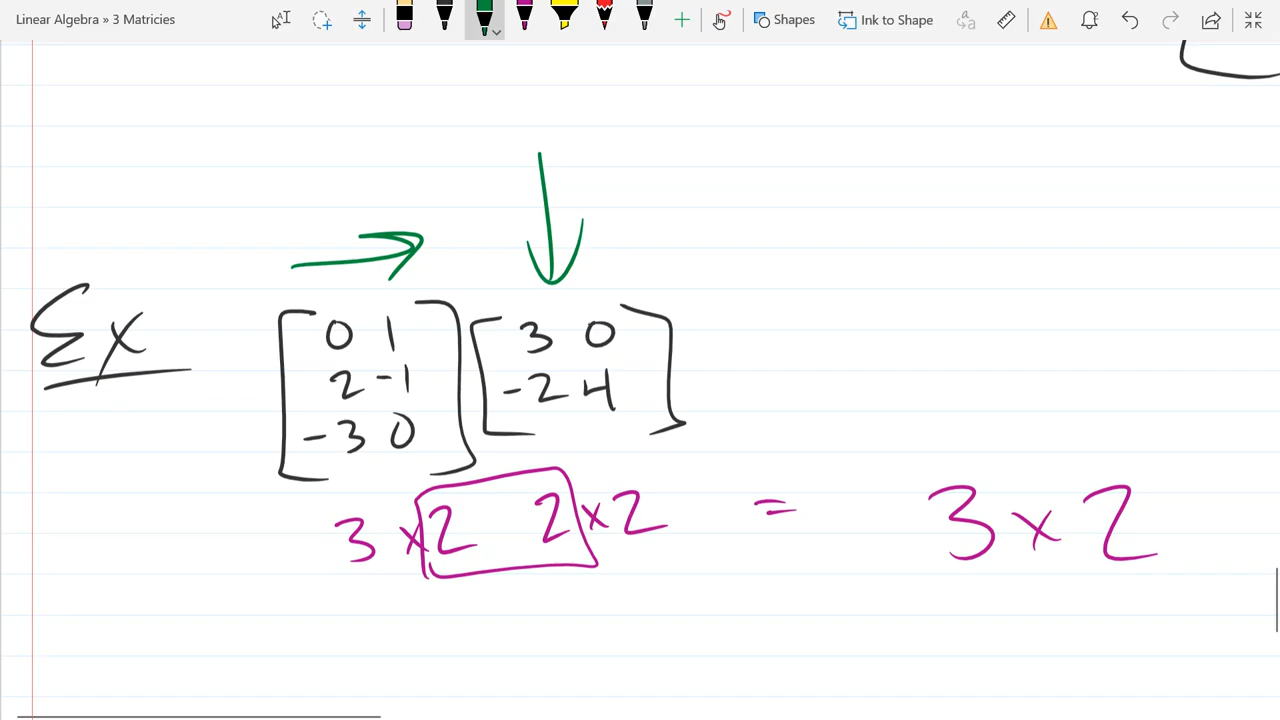 Linear Algebra » 3 Matricies
Shapes
Ink to Shape
Ex
0 1 3 0
2 -1 -2 4
-3 0
3 x 2 2 x 2 = 3 x 2